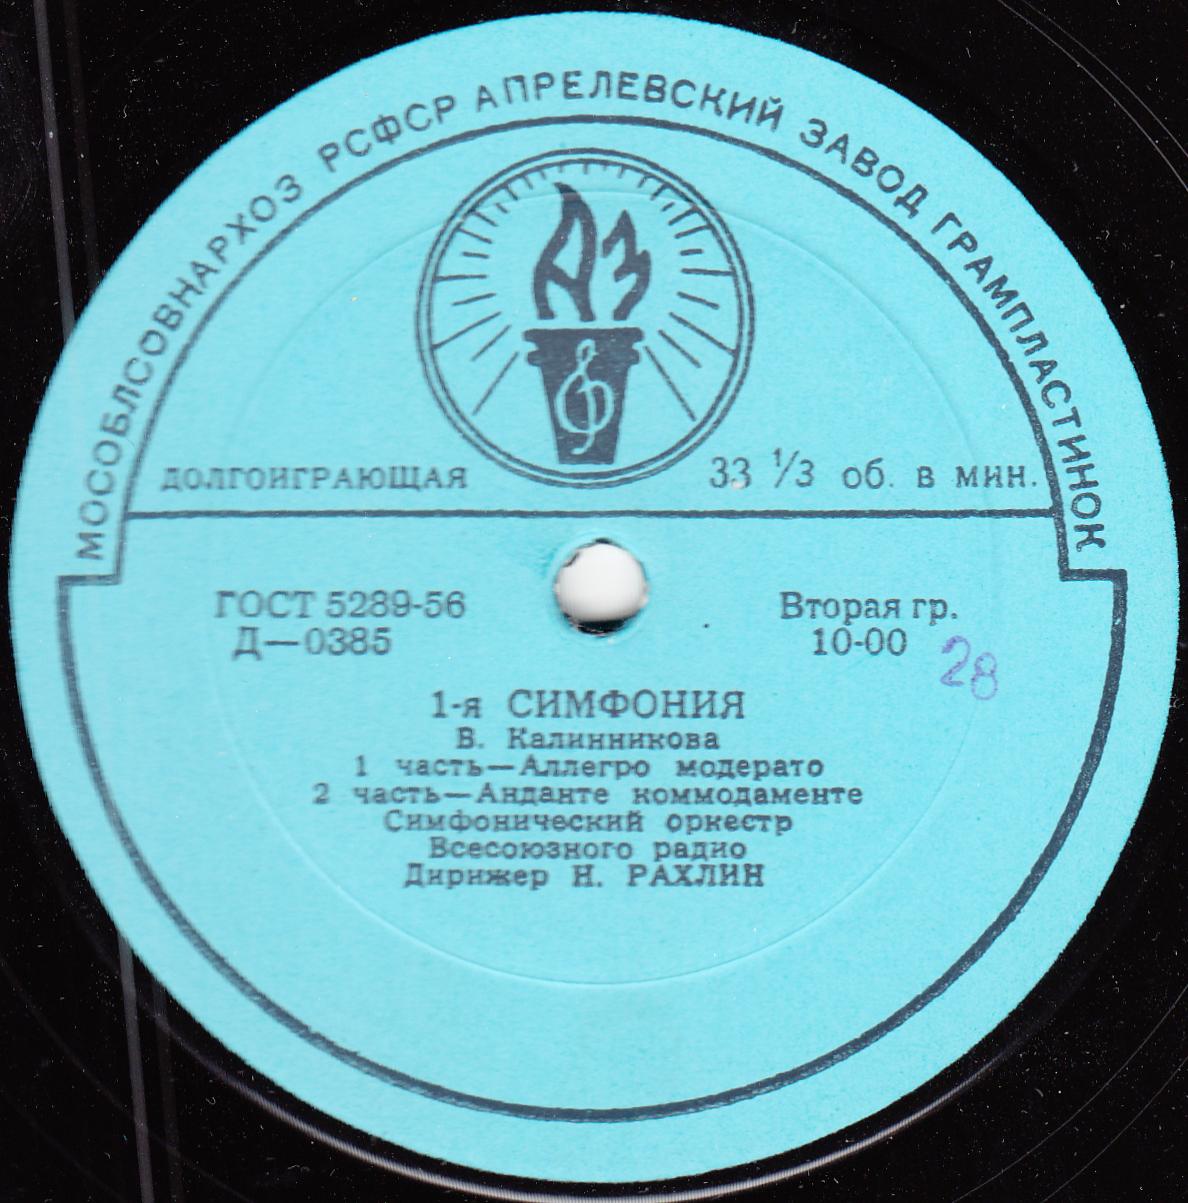 МОСОБЛСОВНАРХОЗ РСФСР АПРЕЛЕВСКИЙ ЗАВОД ГРАМПЛАСТИНОК
АЗ
ДОЛГОИГРАЮЩАЯ
33 1/3 об. в мин.
ГОСТ 5289-56
Д—0385
Вторая гр.
10-00
28
1-я СИМФОНИЯ
В. Калинникова
1 часть—Аллегро модерато
2 часть—Анданте коммодаменте
Симфонический оркестр
Всесоюзного радио
Дирижер Н. РАХЛИН